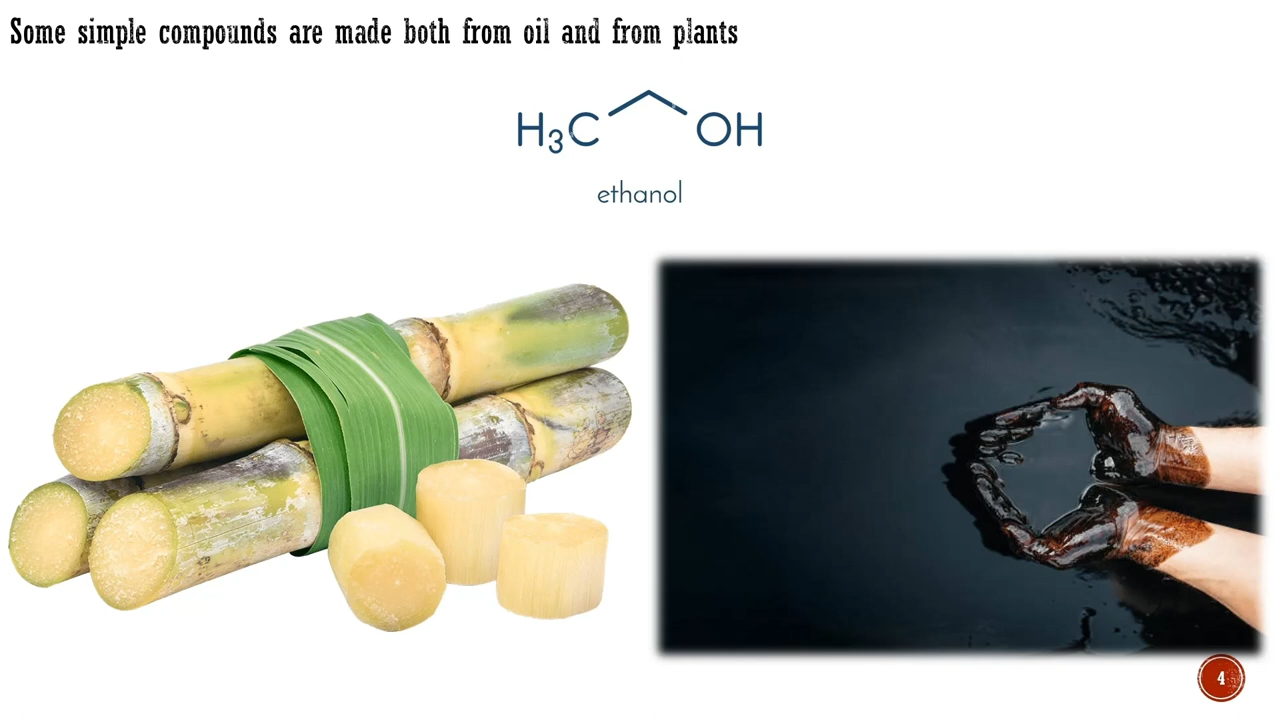 Some simple compounds are made both from oil and from plants
H₃C OH
ethanol
4